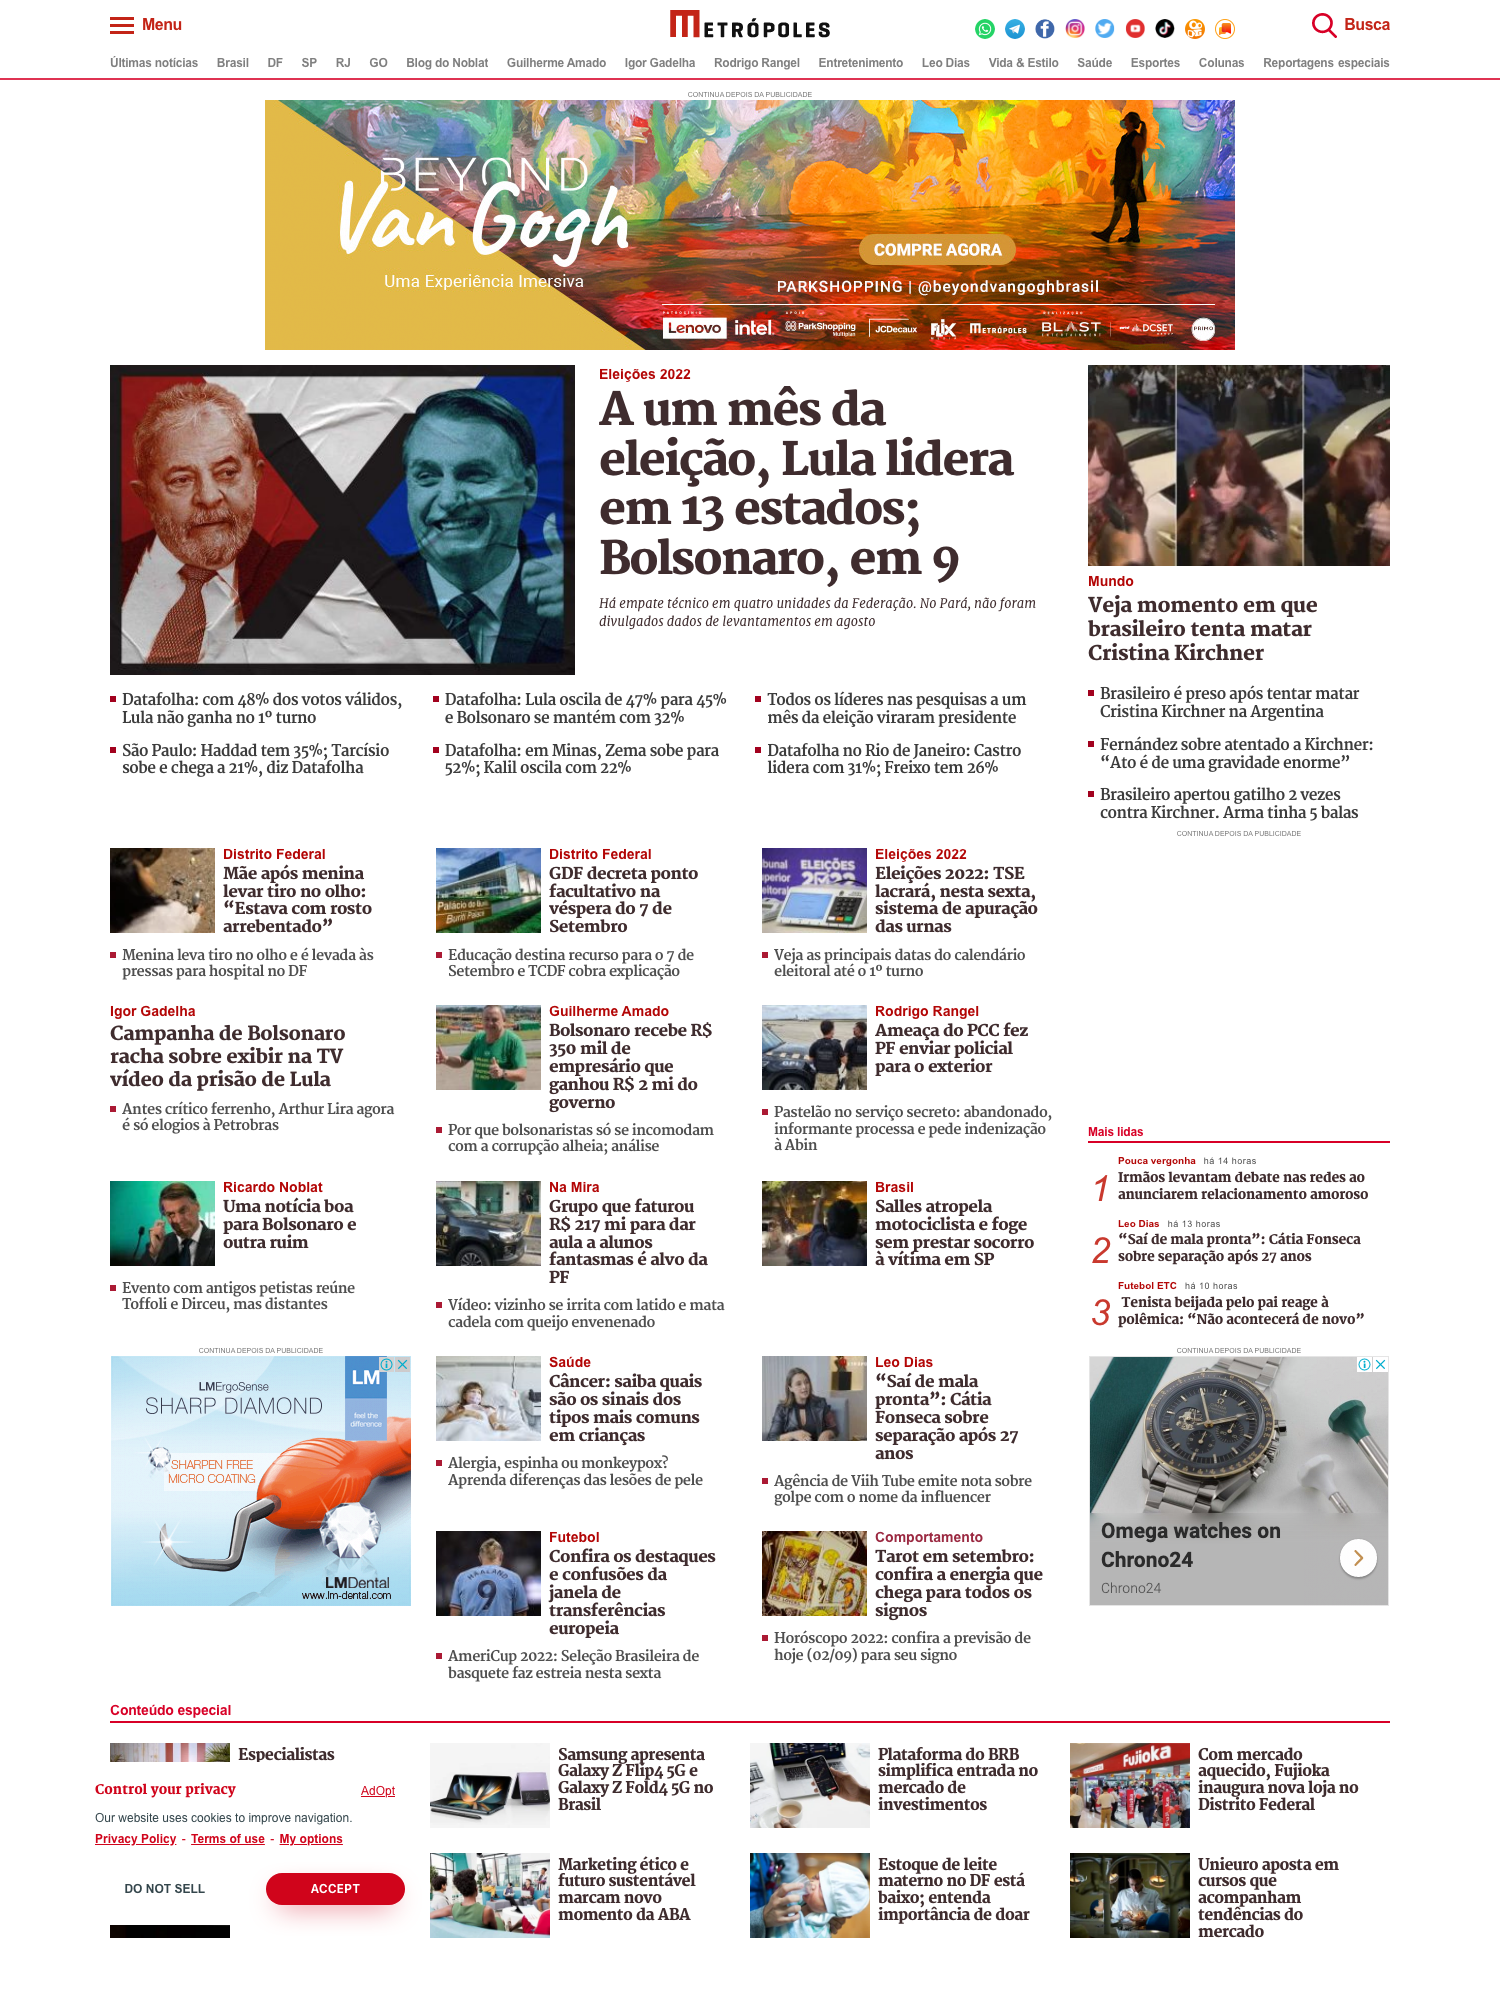 Menu
METRÓPOLES
Busca
Últimas notícias Brasil DF SP RJ GO Blog do Noblat Guilherme Amado Igor Gadelha Rodrigo Rangel Entretenimento Leo Dias Vida & Estilo Saúde Esportes Colunas Reportagens especiais
CONTINUA DEPOIS DA PUBLICIDADE
BEYOND
Van Gogh
Uma Experiência Imersiva
COMPRE AGORA
PARKSHOPPING | @beyondvangoghbrasil
PATROCÍNIO APOIO REALIZAÇÃO
Lenovo intel. ParkShopping Multiplan JCDecaux FLIX MEDIA METRÓPOLES BLAST ENTERTAINMENT DCSET PRIMO
Eleições 2022
A um mês da
eleição, Lula lidera
em 13 estados;
Bolsonaro, em 9
Há empate técnico em quatro unidades da Federação. No Pará, não foram
divulgados dados de levantamentos em agosto
Datafolha: com 48% dos votos válidos,
Lula não ganha no 1º turno
Datafolha: Lula oscila de 47% para 45%
e Bolsonaro se mantém com 32%
Todos os líderes nas pesquisas a um
mês da eleição viraram presidente
São Paulo: Haddad tem 35%; Tarcísio
sobe e chega a 21%, diz Datafolha
Datafolha: em Minas, Zema sobe para
52%; Kalil oscila com 22%
Datafolha no Rio de Janeiro: Castro
lidera com 31%; Freixo tem 26%
Mundo
Veja momento em que
brasileiro tenta matar
Cristina Kirchner
Brasileiro é preso após tentar matar
Cristina Kirchner na Argentina
Fernández sobre atentado a Kirchner:
“Ato é de uma gravidade enorme”
Brasileiro apertou gatilho 2 vezes
contra Kirchner. Arma tinha 5 balas
CONTINUA DEPOIS DA PUBLICIDADE
Distrito Federal
Mãe após menina
levar tiro no olho:
“Estava com rosto
arrebentado”
Menina leva tiro no olho e é levada às
pressas para hospital no DF
Palácio do Buriti
Buriti Palace
Distrito Federal
GDF decreta ponto
facultativo na
véspera do 7 de
Setembro
Educação destina recurso para o 7 de
Setembro e TCDF cobra explicação
ELEIÇÕES
2022
Eleições 2022
Eleições 2022: TSE
lacrará, nesta sexta,
sistema de apuração
das urnas
Veja as principais datas do calendário
eleitoral até o 1º turno
Igor Gadelha
Campanha de Bolsonaro
racha sobre exibir na TV
vídeo da prisão de Lula
Antes crítico ferrenho, Arthur Lira agora
é só elogios à Petrobras
Guilherme Amado
Bolsonaro recebe R$
350 mil de
empresário que
ganhou R$ 2 mi do
governo
Por que bolsonaristas só se incomodam
com a corrupção alheia; análise
Rodrigo Rangel
Ameaça do PCC fez
PF enviar policial
para o exterior
Pastelão no serviço secreto: abandonado,
informante processa e pede indenização
à Abin
Ricardo Noblat
Uma notícia boa
para Bolsonaro e
outra ruim
Evento com antigos petistas reúne
Toffoli e Dirceu, mas distantes
Na Mira
Grupo que faturou
R$ 217 mi para dar
aula a alunos
fantasmas é alvo da
PF
Vídeo: vizinho se irrita com latido e mata
cadela com queijo envenenado
Brasil
Salles atropela
motociclista e foge
sem prestar socorro
à vítima em SP
Mais lidas
Pouca vergonha há 14 horas
1 Irmãos levantam debate nas redes ao
anunciarem relacionamento amoroso
Leo Dias há 13 horas
2 “Saí de mala pronta”: Cátia Fonseca
sobre separação após 27 anos
Futebol ETC há 10 horas
3 Tenista beijada pelo pai reage à
polêmica: “Não acontecerá de novo”
CONTINUA DEPOIS DA PUBLICIDADE
LMErgoSense
SHARP DIAMOND
LM
feel the
difference
SHARPEN FREE
MICRO COATING
LMDental
www.lm-dental.com
Saúde
Câncer: saiba quais
são os sinais dos
tipos mais comuns
em crianças
Alergia, espinha ou monkeypox?
Aprenda diferenças das lesões de pele
Leo Dias
“Saí de mala
pronta”: Cátia
Fonseca sobre
separação após 27
anos
Agência de Viih Tube emite nota sobre
golpe com o nome da influencer
CONTINUA DEPOIS DA PUBLICIDADE
Omega watches on
Chrono24
Chrono24
HAALAND
9
Futebol
Confira os destaques
e confusões da
janela de
transferências
europeia
AmeriCup 2022: Seleção Brasileira de
basquete faz estreia nesta sexta
Comportamento
Tarot em setembro:
confira a energia que
chega para todos os
signos
Horóscopo 2022: confira a previsão de
hoje (02/09) para seu signo
Conteúdo especial
Especialistas
Samsung apresenta
Galaxy Z Flip4 5G e
Galaxy Z Fold4 5G no
Brasil
Plataforma do BRB
simplifica entrada no
mercado de
investimentos
Fujioka
Com mercado
aquecido, Fujioka
inaugura nova loja no
Distrito Federal
Control your privacy
AdOpt
Our website uses cookies to improve navigation.
Privacy Policy - Terms of use - My options
DO NOT SELL
ACCEPT
Marketing ético e
futuro sustentável
marcam novo
momento da ABA
Estoque de leite
materno no DF está
baixo; entenda
importância de doar
Unieuro aposta em
cursos que
acompanham
tendências do
mercado